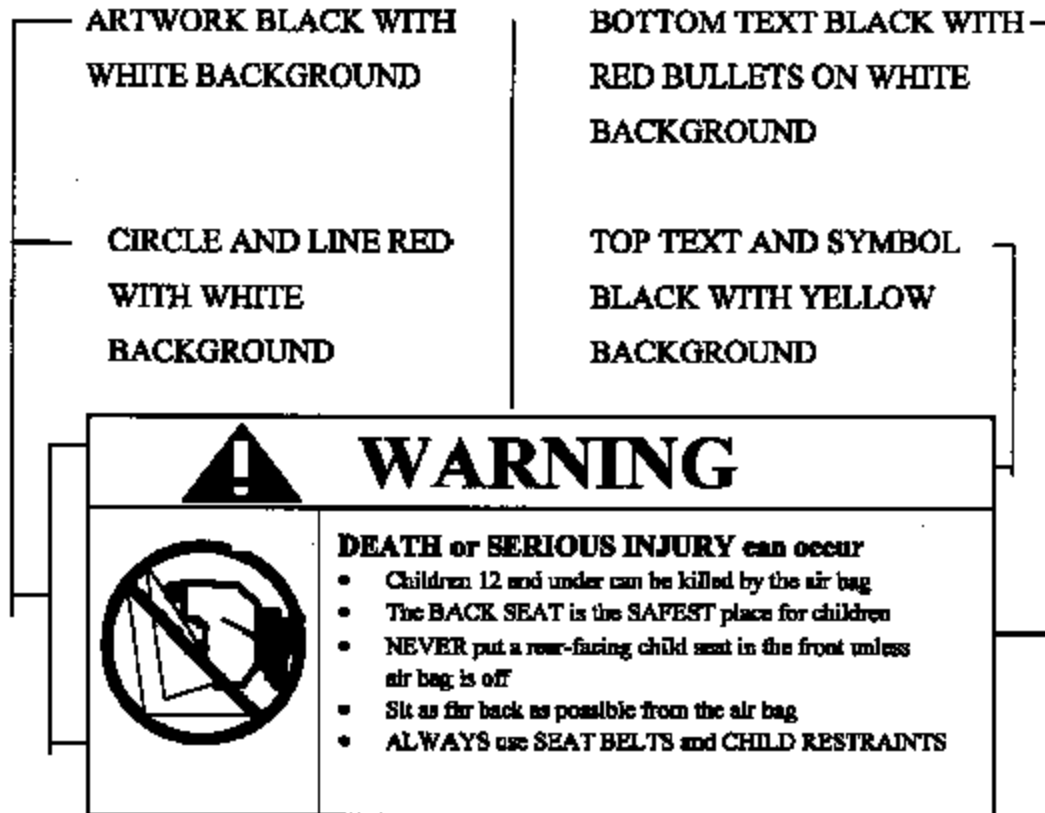 ARTWORK BLACK WITH
WHITE BACKGROUND
BOTTOM TEXT BLACK WITH
RED BULLETS ON WHITE
BACKGROUND
CIRCLE AND LINE RED
WITH WHITE
BACKGROUND
TOP TEXT AND SYMBOL
BLACK WITH YELLOW
BACKGROUND
WARNING
DEATH or SERIOUS INJURY can occur
• Children 12 and under can be killed by the air bag
• The BACK SEAT is the SAFEST place for children
• NEVER put a rear-facing child seat in the front unless
air bag is off
• Sit as far back as possible from the air bag
• ALWAYS use SEAT BELTS and CHILD RESTRAINTS